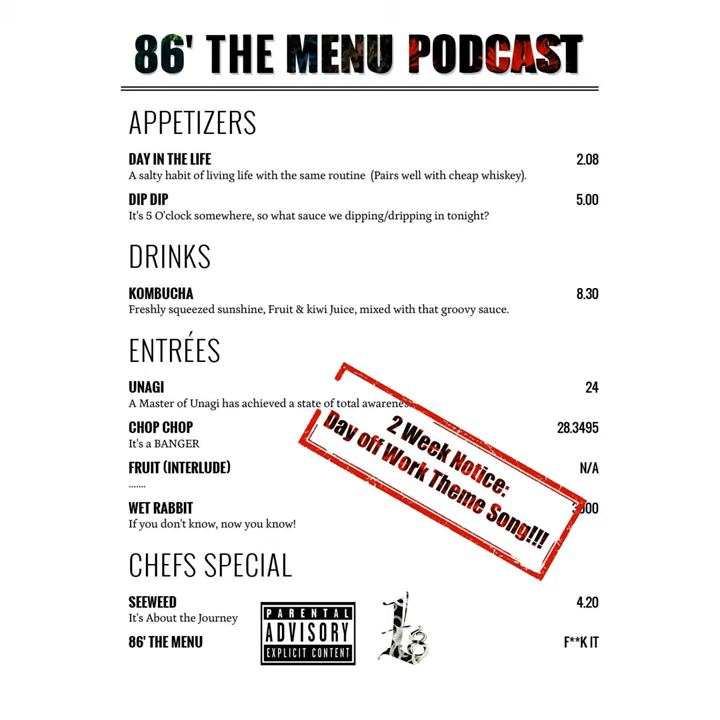 86' THE MENU PODCAST
APPETIZERS
DAY IN THE LIFE 2.08
A salty habit of living life with the same routine (Pairs well with cheap whiskey).
DIP DIP 5.00
It's 5 O'clock somewhere, so what sauce we dipping/dripping in tonight?
DRINKS
KOMBUCHA 8.30
Freshly squeezed sunshine, Fruit & kiwi Juice, mixed with that groovy sauce.
ENTRÉES
UNAGI 24
A Master of Unagi has achieved a state of total
CHOP CHOP 28.3495
It's a BANGER
FRUIT (INTERLUDE) N/A
.......
WET RABBIT
If you don't know, now you know!
2 Week Notice:
Day off Work Theme Song!!!
CHEFS SPECIAL
SEEWEED 4.20
It's About the Journey
86' THE MENU F**K IT
PARENTAL
ADVISORY
EXPLICIT CONTENT